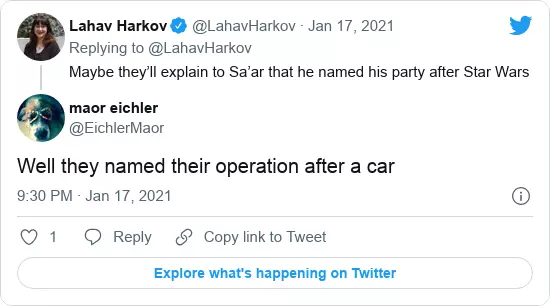 Lahav Harkov @LahavHarkov · Jan 17, 2021
Replying to @LahavHarkov
Maybe they’ll explain to Sa’ar that he named his party after Star Wars
maor eichler
@EichlerMaor
Well they named their operation after a car
9:30 PM · Jan 17, 2021
1 Reply Copy link to Tweet
Explore what's happening on Twitter